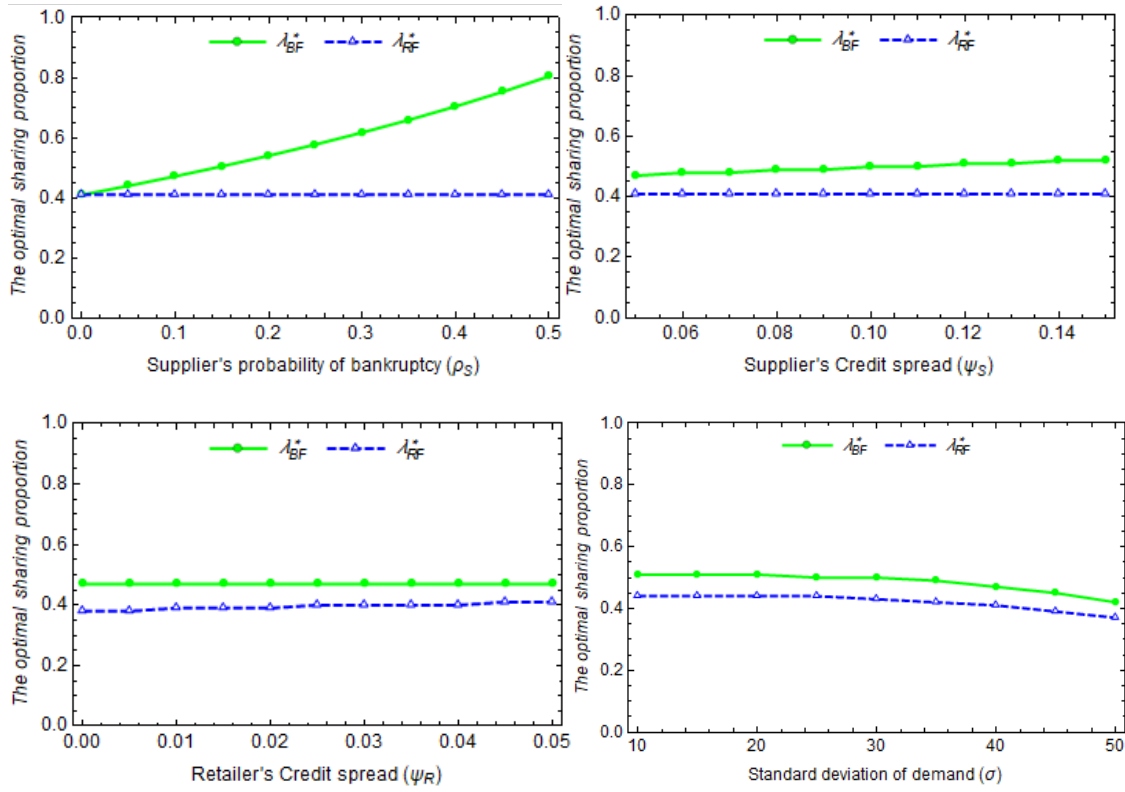 The optimal sharing proportion
1.0
0.8
0.6
0.4
0.2
0.0
λ*BF λ*RF
0.0 0.1 0.2 0.3 0.4 0.5
Supplier's probability of bankruptcy (ρS)
The optimal sharing proportion
1.0
0.8
0.6
0.4
0.2
0.0
λ*BF λ*RF
0.06 0.08 0.10 0.12 0.14
Supplier's Credit spread (ψS)
The optimal sharing proportion
1.0
0.8
0.6
0.4
0.2
0.0
λ*BF λ*RF
0.00 0.01 0.02 0.03 0.04 0.05
Retailer's Credit spread (ψR)
The optimal sharing proportion
1.0
0.8
0.6
0.4
0.2
0.0
λ*BF λ*RF
10 20 30 40 50
Standard deviation of demand (σ)